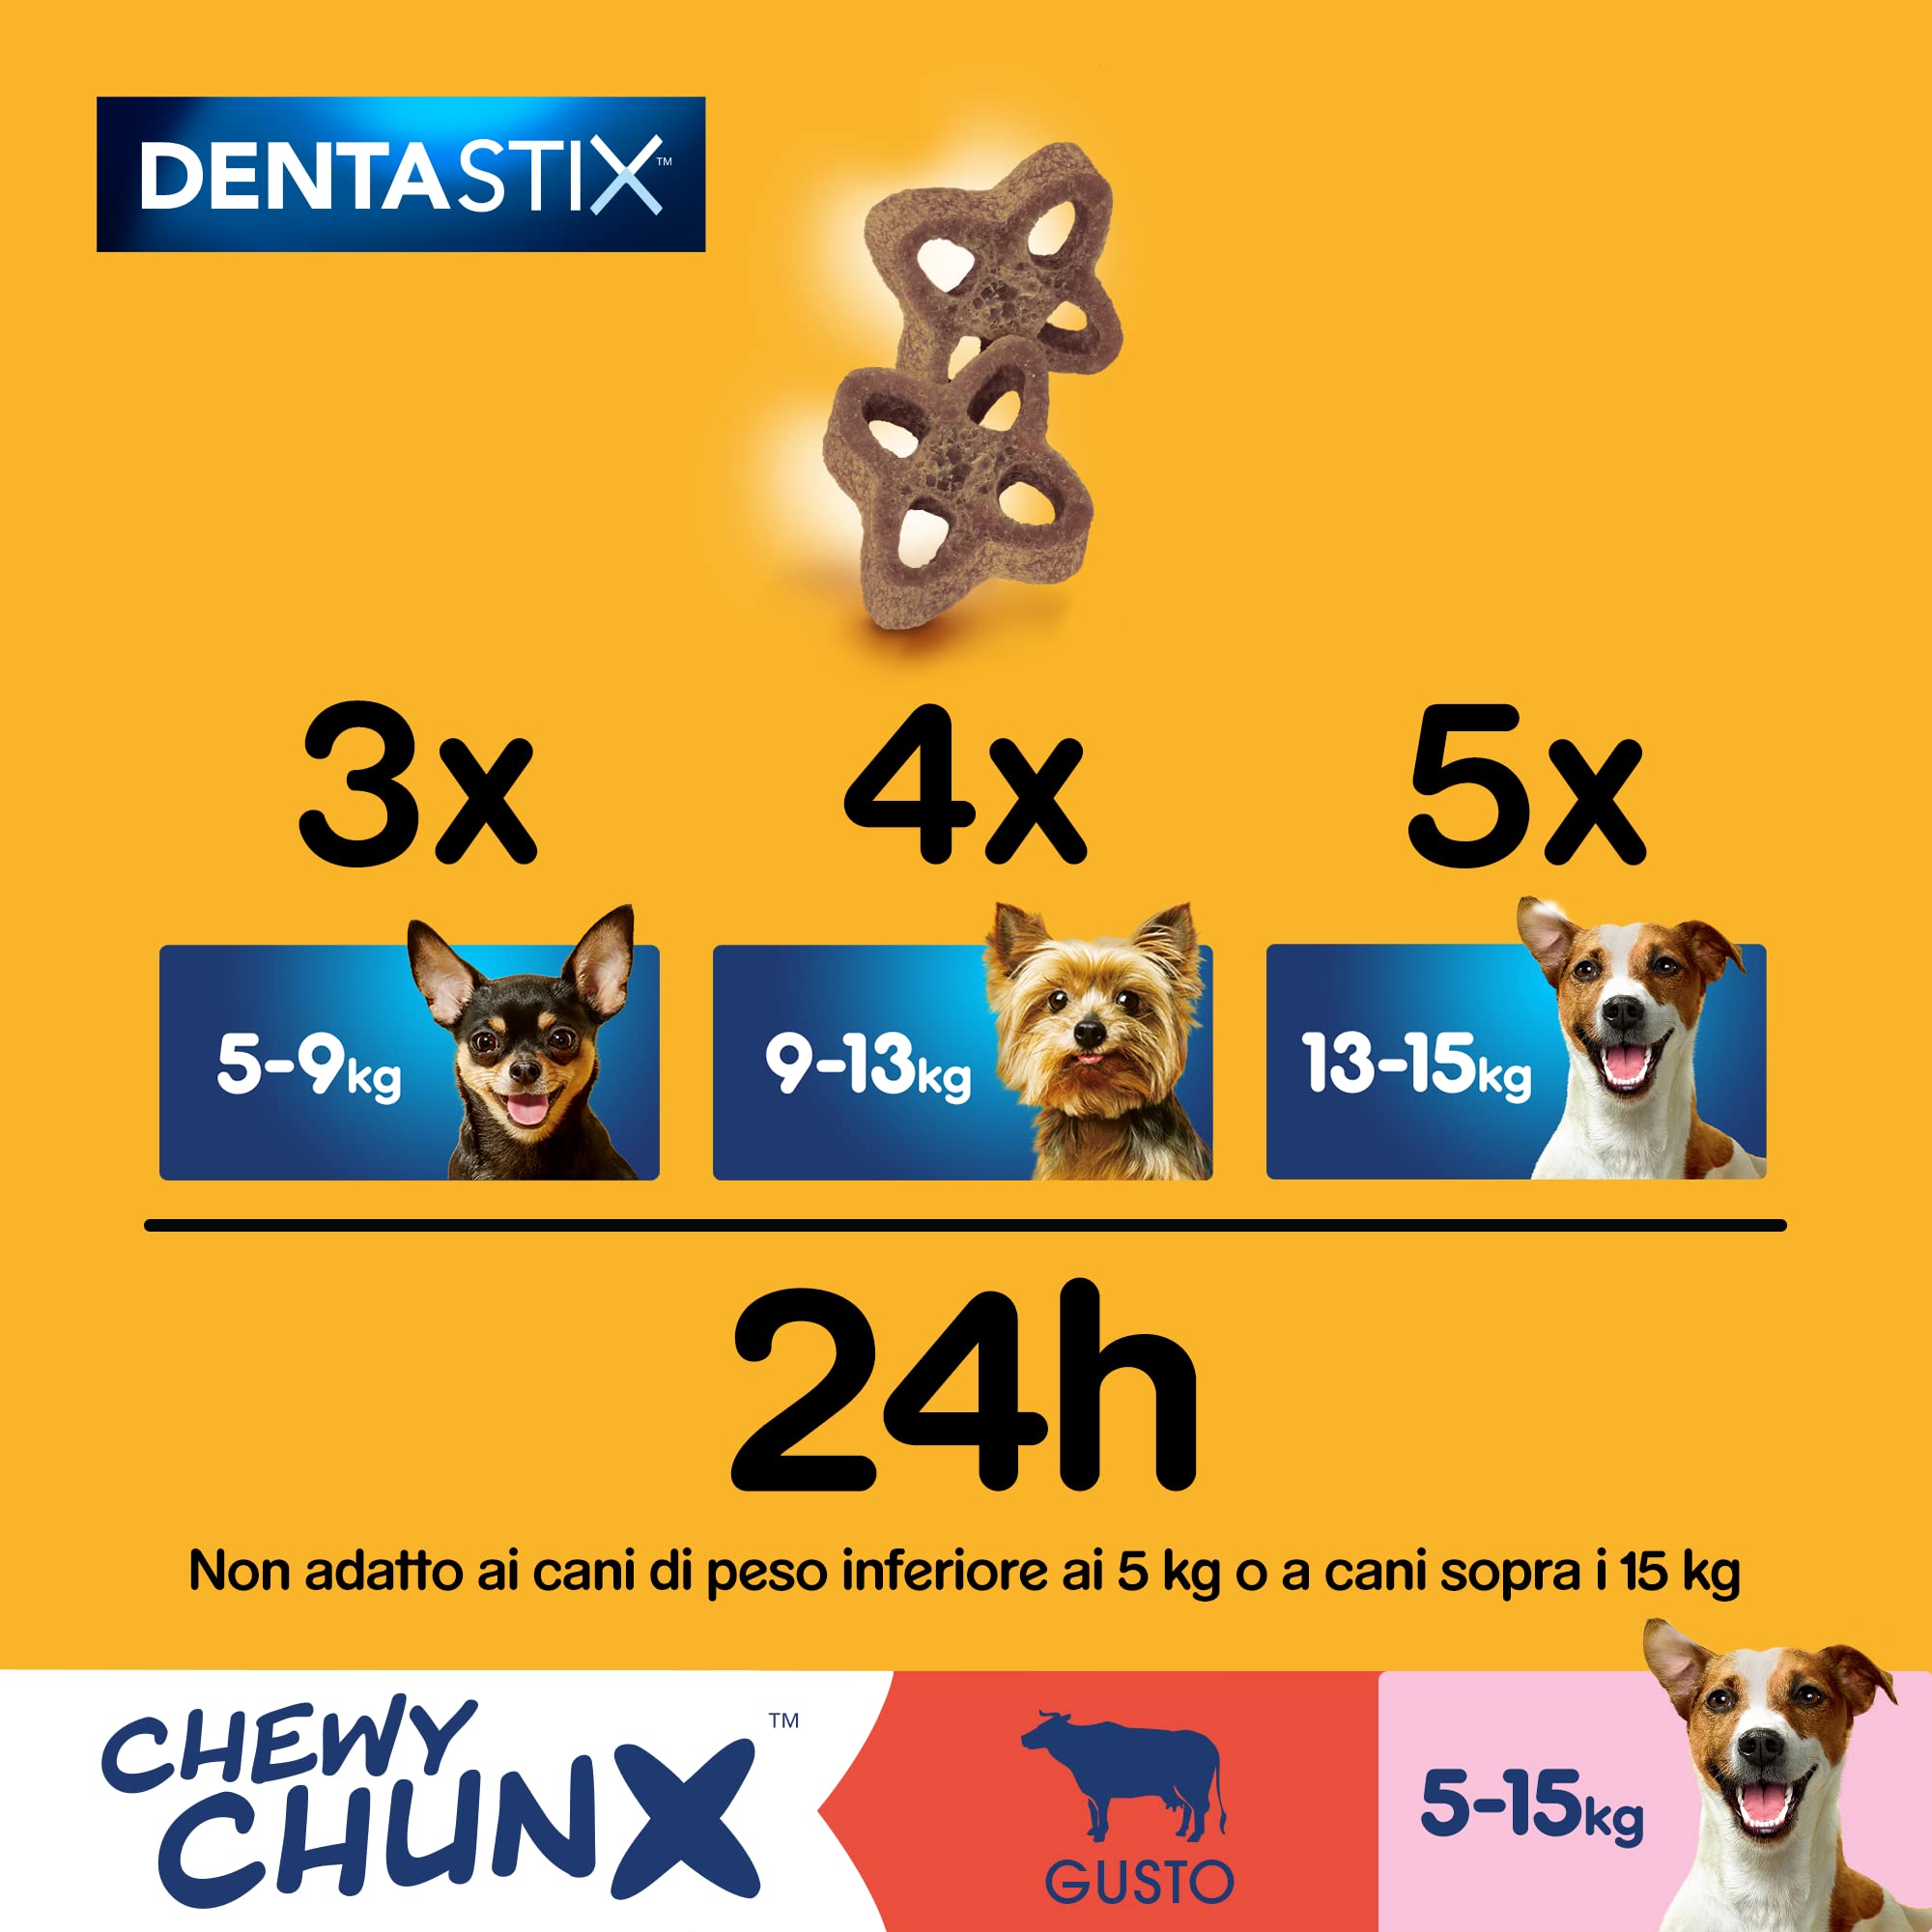 DENTASTIX™
3x 4x 5x
5-9kg 9-13kg 13-15kg
24h
Non adatto ai cani di peso inferiore ai 5 kg o a cani sopra i 15 kg
CHEWY
CHUNX™
GUSTO
5-15kg